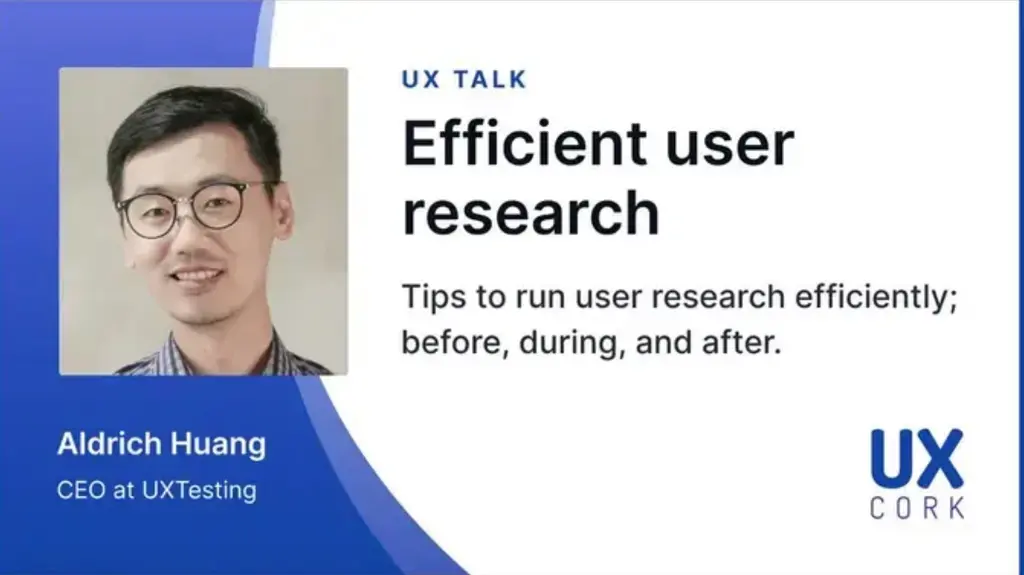 UX TALK
Efficient user
research
Tips to run user research efficiently;
before, during, and after.
Aldrich Huang
CEO at UXTesting
UX
CORK